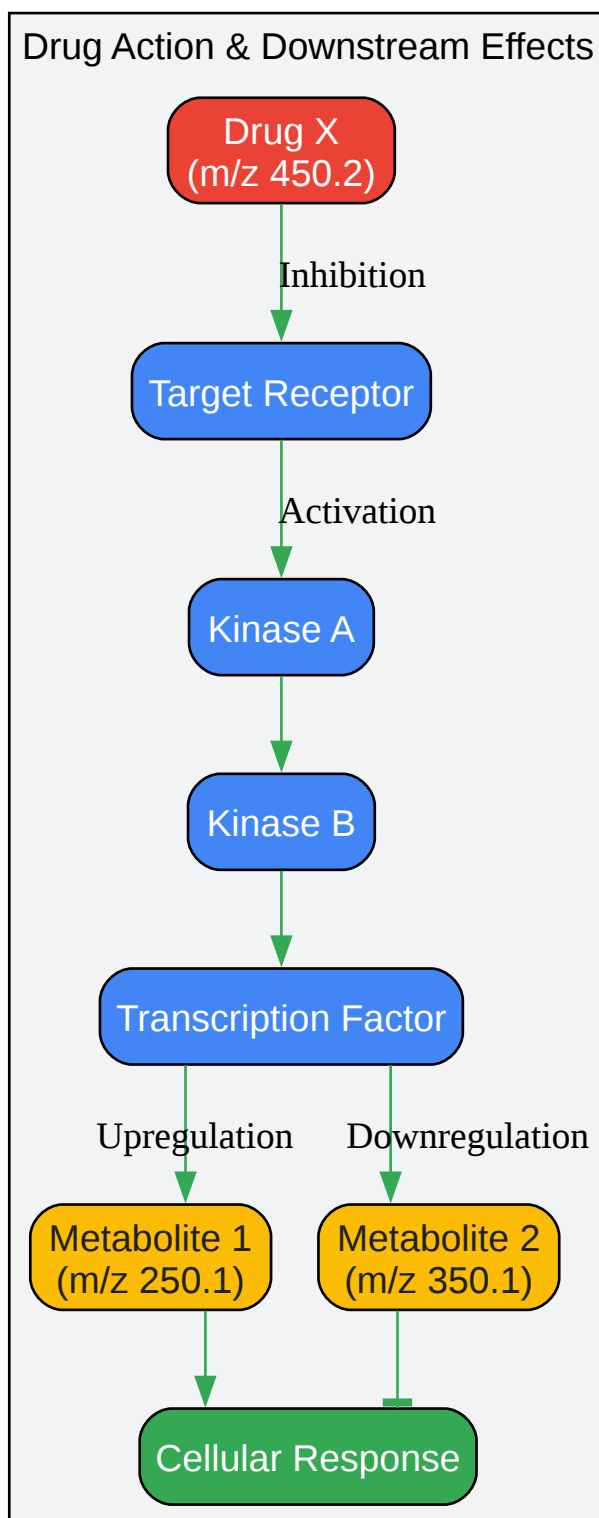 Drug Action & Downstream Effects
Drug X
(m/z 450.2)
Inhibition
Target Receptor
Activation
Kinase A
Kinase B
Transcription Factor
Upregulation
Downregulation
Metabolite 1
(m/z 250.1)
Metabolite 2
(m/z 350.1)
Cellular Response